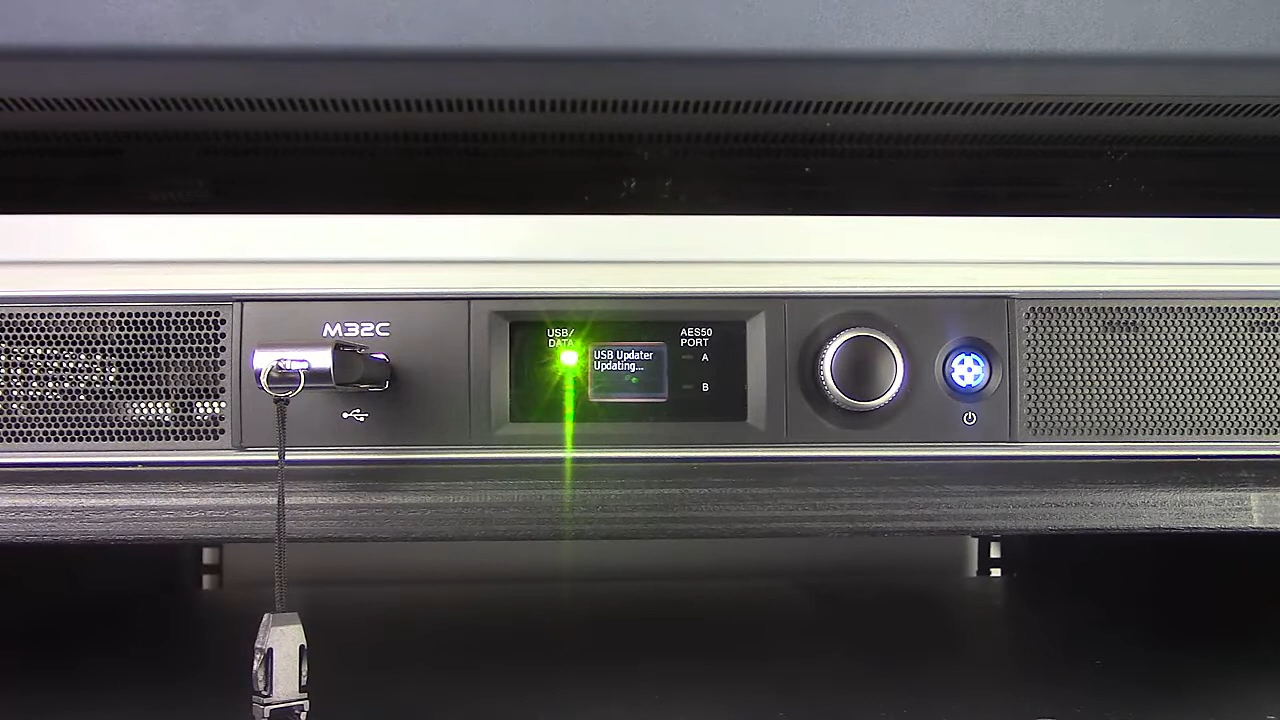 M32C
USB/
DATA
USB Updater
Updating...
AES50
PORT
A
B